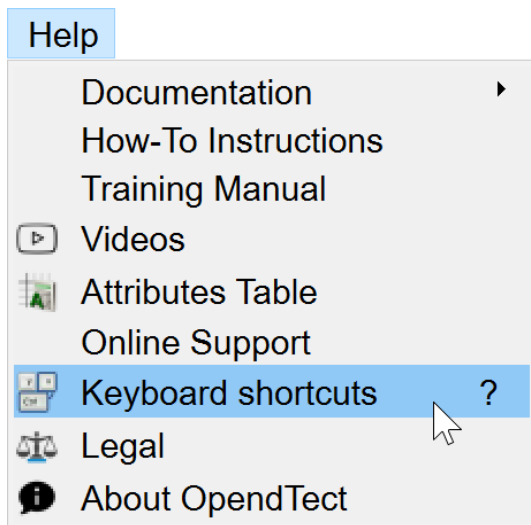 Help
Documentation
How-To Instructions
Training Manual
Videos
Attributes Table
Online Support
Keyboard shortcuts ?
Legal
About OpendTect